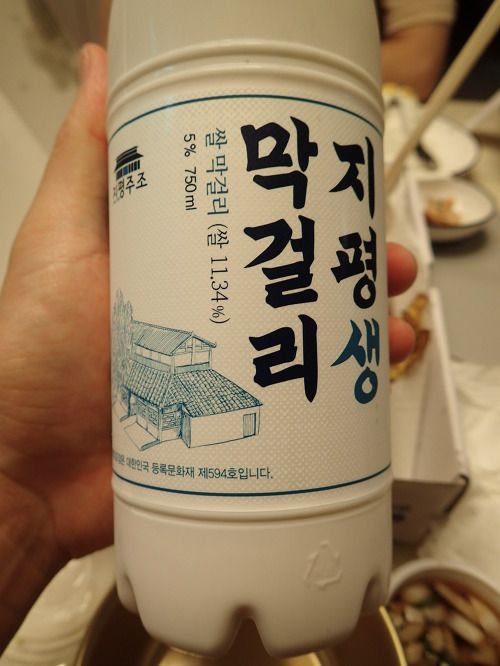 지평생
막걸리
쌀 막걸리 (쌀 11.34%)
5% 750ml
지평주조
대한민국 등록문화재 제594호입니다.